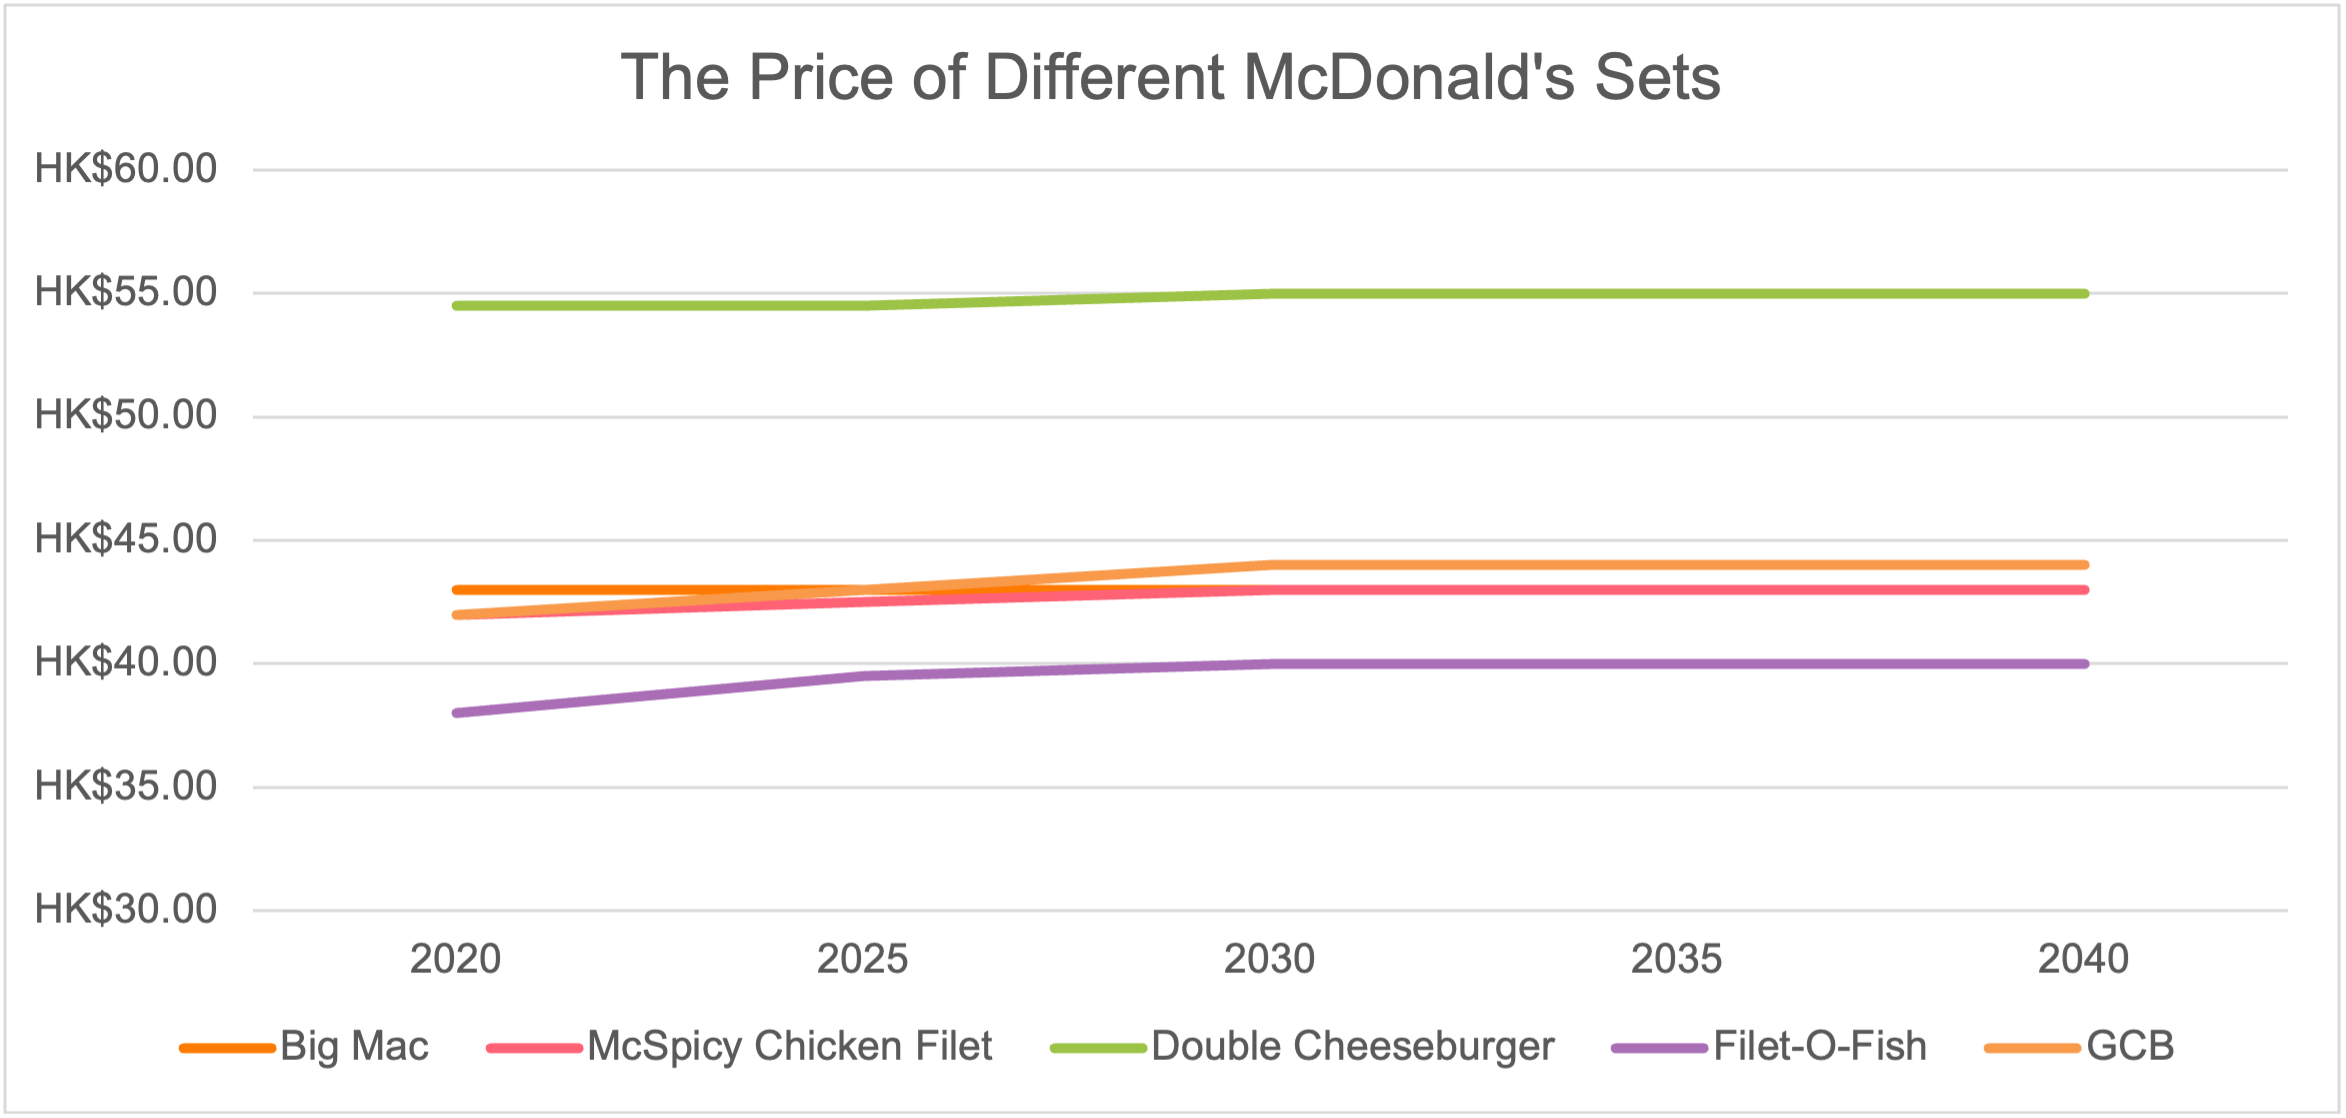 The Price of Different McDonald's Sets
HK$60.00
HK$55.00
HK$50.00
HK$45.00
HK$40.00
HK$35.00
HK$30.00
2020 2025 2030 2035 2040
Big Mac McSpicy Chicken Filet Double Cheeseburger Filet-O-Fish GCB